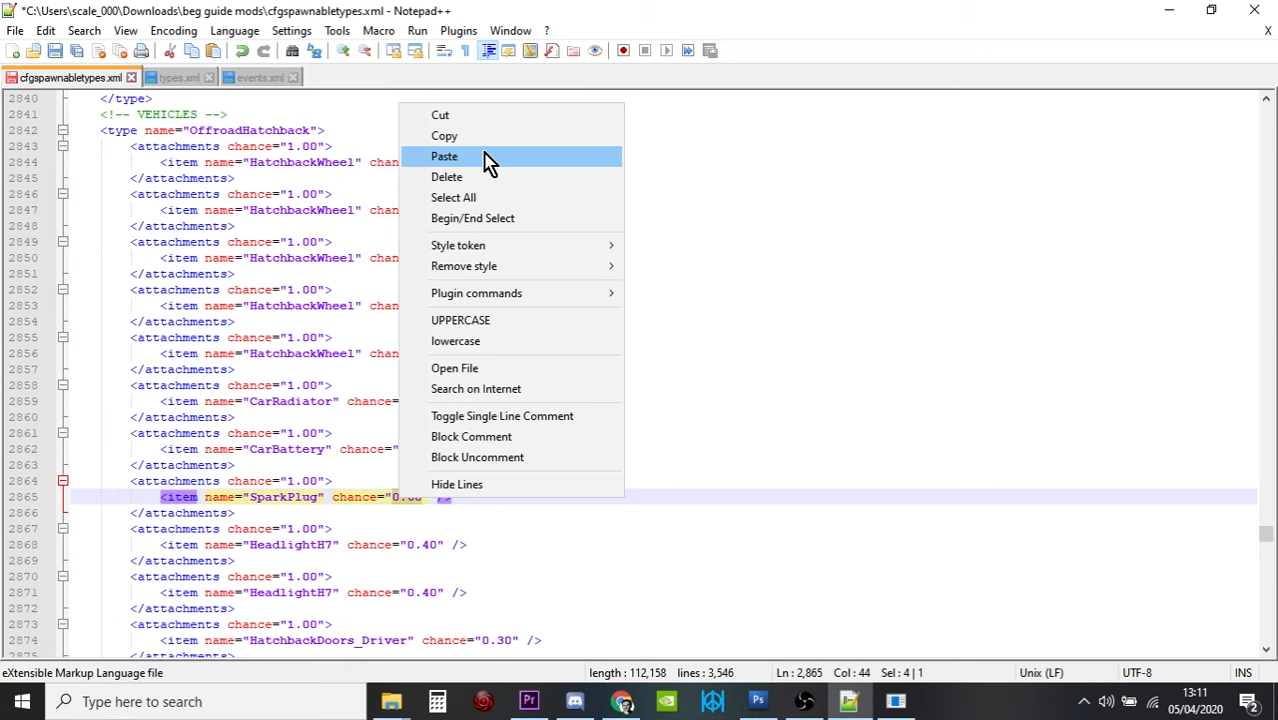 *C:\Users\scale_000\Downloads\beg guide mods\cfgspawnabletypes.xml - Notepad++
File Edit Search View Encoding Language Settings Tools Macro Run Plugins Window ? X
cfgspawnabletypes.xml types.xml events.xml
2840 </type>
2841 <!-- VEHICLES -->
2842 <type name="OffroadHatchback">
2843 <attachments chance="1.00">
2844 <item name="HatchbackWheel" chan
2845 </attachments>
2846 <attachments chance="1.00">
2847 <item name="HatchbackWheel" chan
2848 </attachments>
2849 <attachments chance="1.00">
2850 <item name="HatchbackWheel" chan
2851 </attachments>
2852 <attachments chance="1.00">
2853 <item name="HatchbackWheel" chan
2854 </attachments>
2855 <attachments chance="1.00">
2856 <item name="HatchbackWheel" chan
2857 </attachments>
2858 <attachments chance="1.00">
2859 <item name="CarRadiator" chance=
2860 </attachments>
2861 <attachments chance="1.00">
2862 <item name="CarBattery" chance="
2863 </attachments>
2864 <attachments chance="1.00">
2865 <item name="SparkPlug" chance="0. />
2866 </attachments>
2867 <attachments chance="1.00">
2868 <item name="HeadlightH7" chance="0.40" />
2869 </attachments>
2870 <attachments chance="1.00">
2871 <item name="HeadlightH7" chance="0.40" />
2872 </attachments>
2873 <attachments chance="1.00">
2874 <item name="HatchbackDoors_Driver" chance="0.30" />
2875 </attachments>
Cut
Copy
Paste
Delete
Select All
Begin/End Select
Style token
Remove style
Plugin commands
UPPERCASE
lowercase
Open File
Search on Internet
Toggle Single Line Comment
Block Comment
Block Uncomment
Hide Lines
eXtensible Markup Language file length : 112,158 lines : 3,546 Ln : 2,865 Col : 44 Sel : 4 | 1 Unix (LF) UTF-8 INS
Type here to search
Pr
Ps
13:11
05/04/2020
2